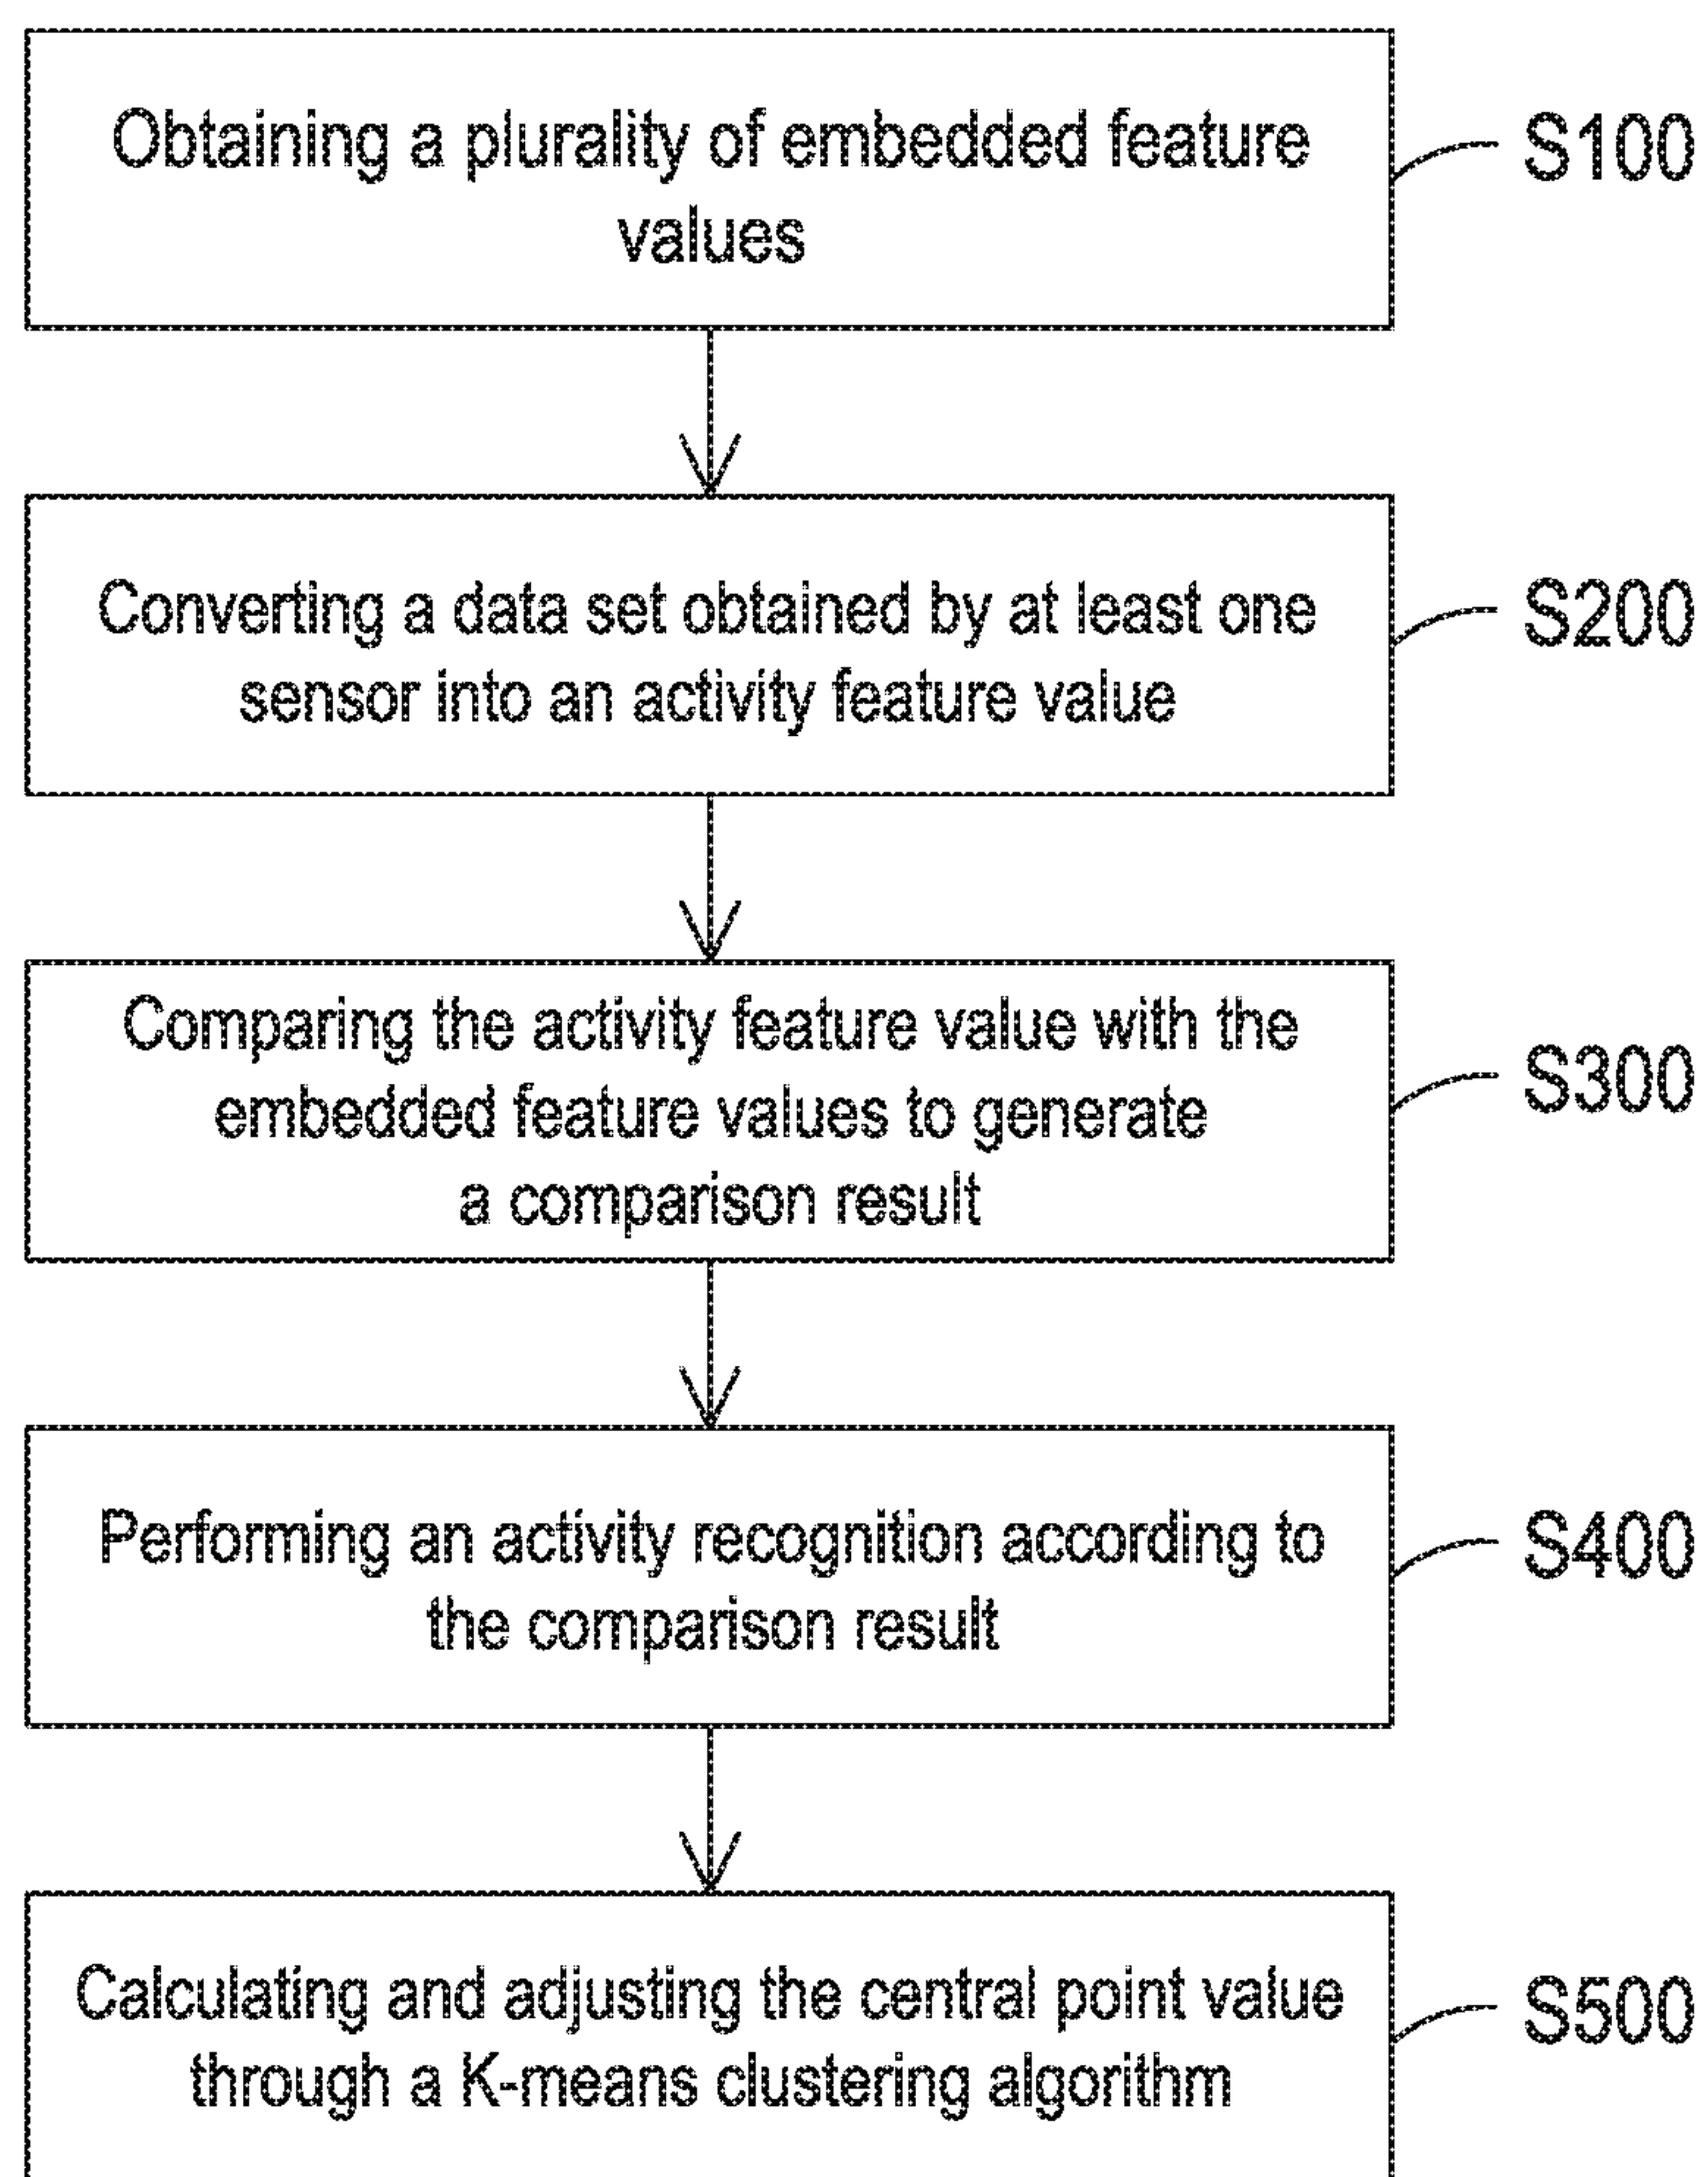 Obtaining a plurality of embedded feature
values
S100
Converting a data set obtained by at least one
sensor into an activity feature value
S200
Comparing the activity feature value with the
embedded feature values to generate
a comparison result
S300
Performing an activity recognition according to
the comparison result
S400
Calculating and adjusting the central point value
through a K-means clustering algorithm
S500